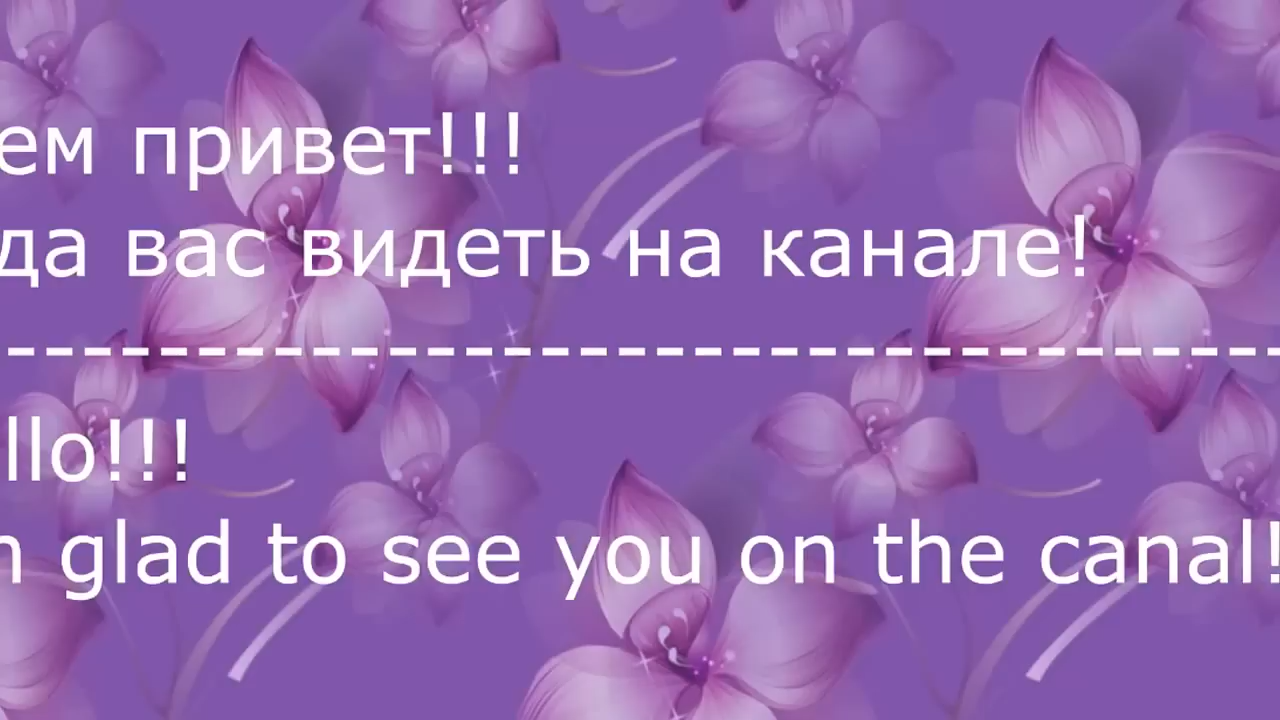 ем привет!!!
да вас видеть на канале!
llo!!!
glad to see you on the canal!